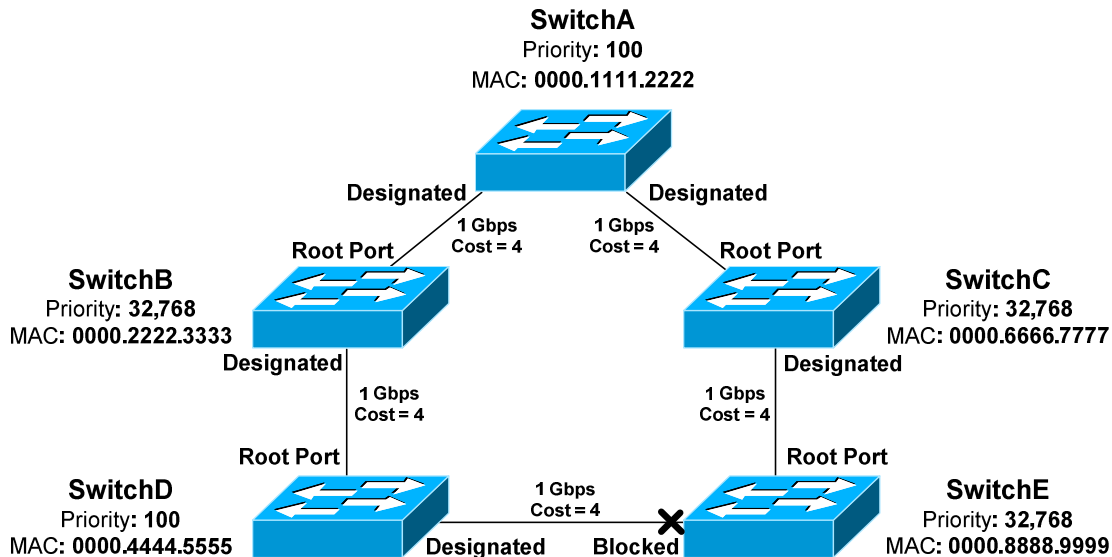 SwitchA
Priority: 100
MAC: 0000.1111.2222
Designated
Designated
1 Gbps
Cost = 4
1 Gbps
Cost = 4
Root Port
Root Port
SwitchB
Priority: 32,768
MAC: 0000.2222.3333
SwitchC
Priority: 32,768
MAC: 0000.6666.7777
Designated
Designated
1 Gbps
Cost = 4
1 Gbps
Cost = 4
Root Port
Root Port
SwitchD
Priority: 100
MAC: 0000.4444.5555
1 Gbps
Cost = 4
SwitchE
Priority: 32,768
MAC: 0000.8888.9999
Designated
Blocked